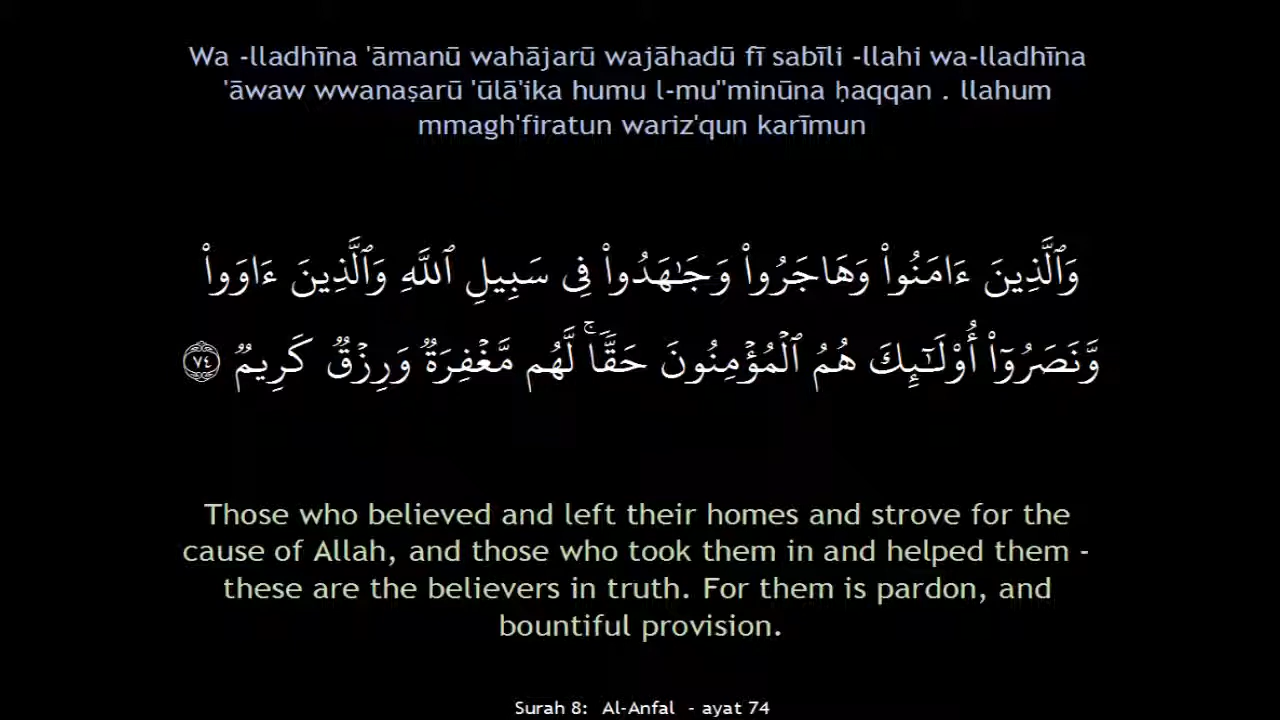 Wa -lladhīna 'āmanū wahājarū wajāhadū fī sabīli -llahi wa-lladhīna
'āwaw wwanaṣarū 'ūlā'ika humu l-mu"minūna ḥaqqan . llahum
mmagh'firatun wariz'qun karīmun
وَٱلَّذِينَ ءَامَنُوا۟ وَهَاجَرُوا۟ وَجَـٰهَدُوا۟ فِى سَبِيلِ ٱللَّهِ وَٱلَّذِينَ ءَاوَوا۟
وَّنَصَرُوٓا۟ أُو۟لَـٰٓئِكَ هُمُ ٱلْمُؤْمِنُونَ حَقًّا ۚ لَّهُم مَّغْفِرَةٌ وَرِزْقٌ كَرِيمٌ ٧٤
Those who believed and left their homes and strove for the
cause of Allah, and those who took them in and helped them -
these are the believers in truth. For them is pardon, and
bountiful provision.
Surah 8: Al-Anfal - ayat 74